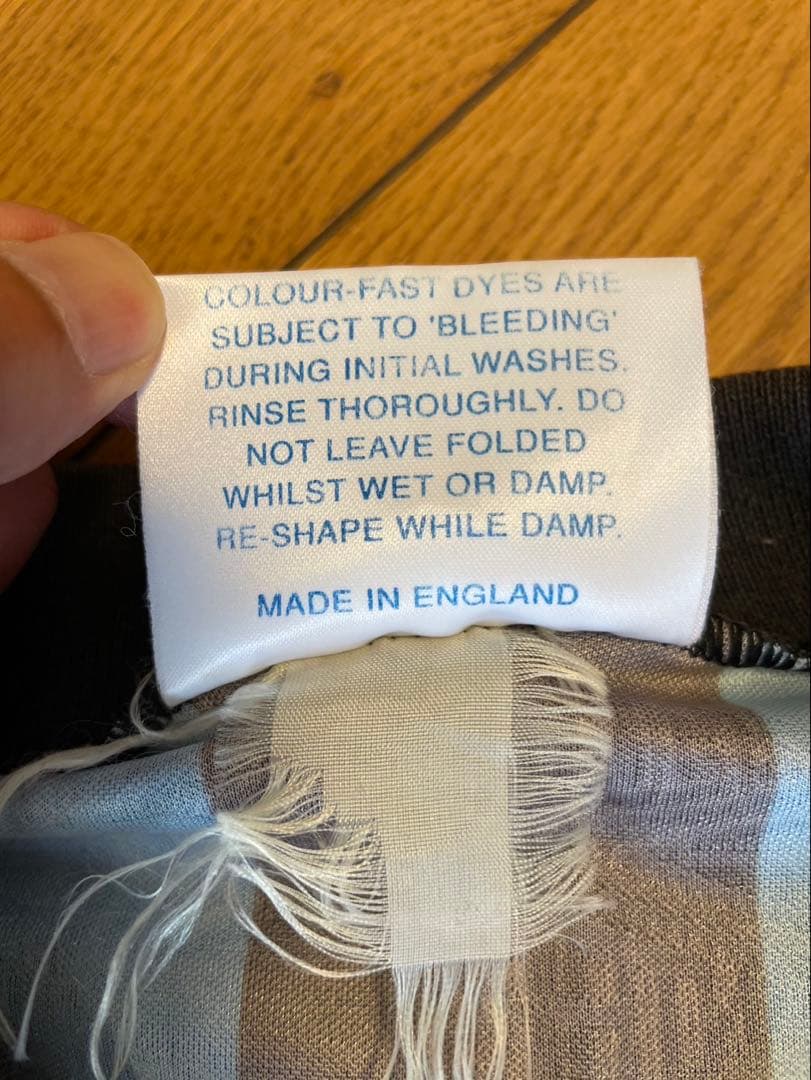 COLOUR-FAST DYES ARE
SUBJECT TO 'BLEEDING'
DURING INITIAL WASHES.
RINSE THOROUGHLY. DO
NOT LEAVE FOLDED
WHILST WET OR DAMP.
RE-SHAPE WHILE DAMP.
MADE IN ENGLAND